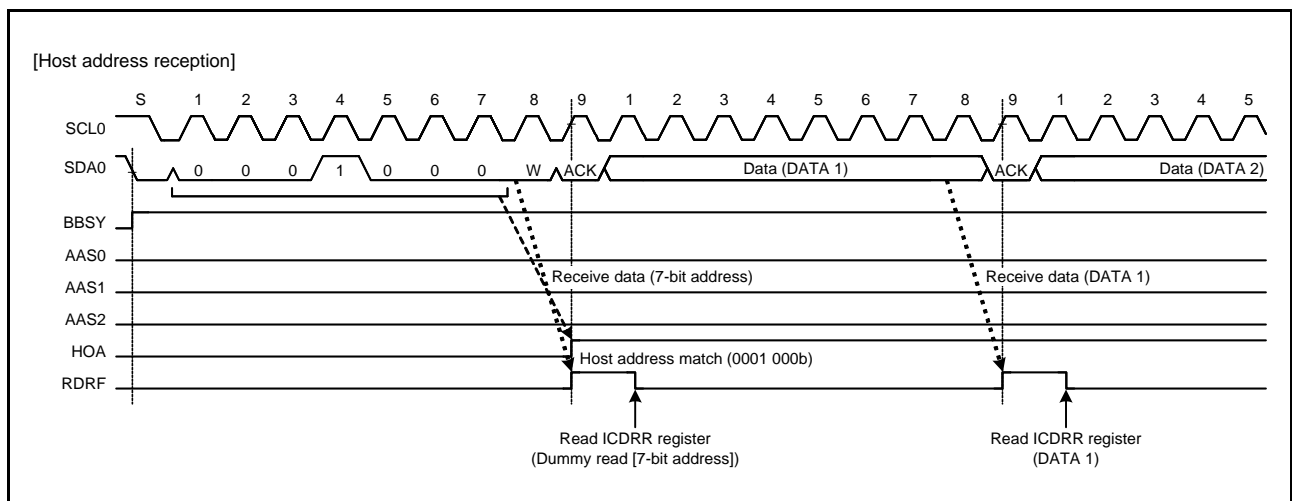 [Host address reception]
S 1 2 3 4 5 6 7 8 9 1 2 3 4 5 6 7 8 9 1 2 3 4 5
SCL0
SDA0 0 0 0 1 0 0 0 W ACK Data (DATA 1) ACK Data (DATA 2)
BBSY
AAS0
Receive data (7-bit address) Receive data (DATA 1)
AAS1
AAS2
HOA
Host address match (0001 000b)
RDRF
Read ICDRR register Read ICDRR register
(Dummy read [7-bit address]) (DATA 1)